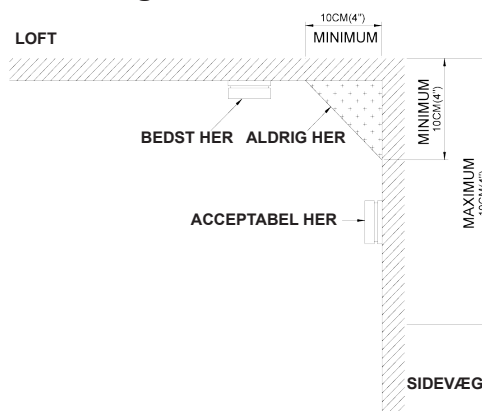 10CM(4")
MINIMUM
LOFT
BEDST HER
ALDRIG HER
MINIMUM
10CM(4")
ACCEPTABEL HER
MAXIMUM
SIDEVÆG